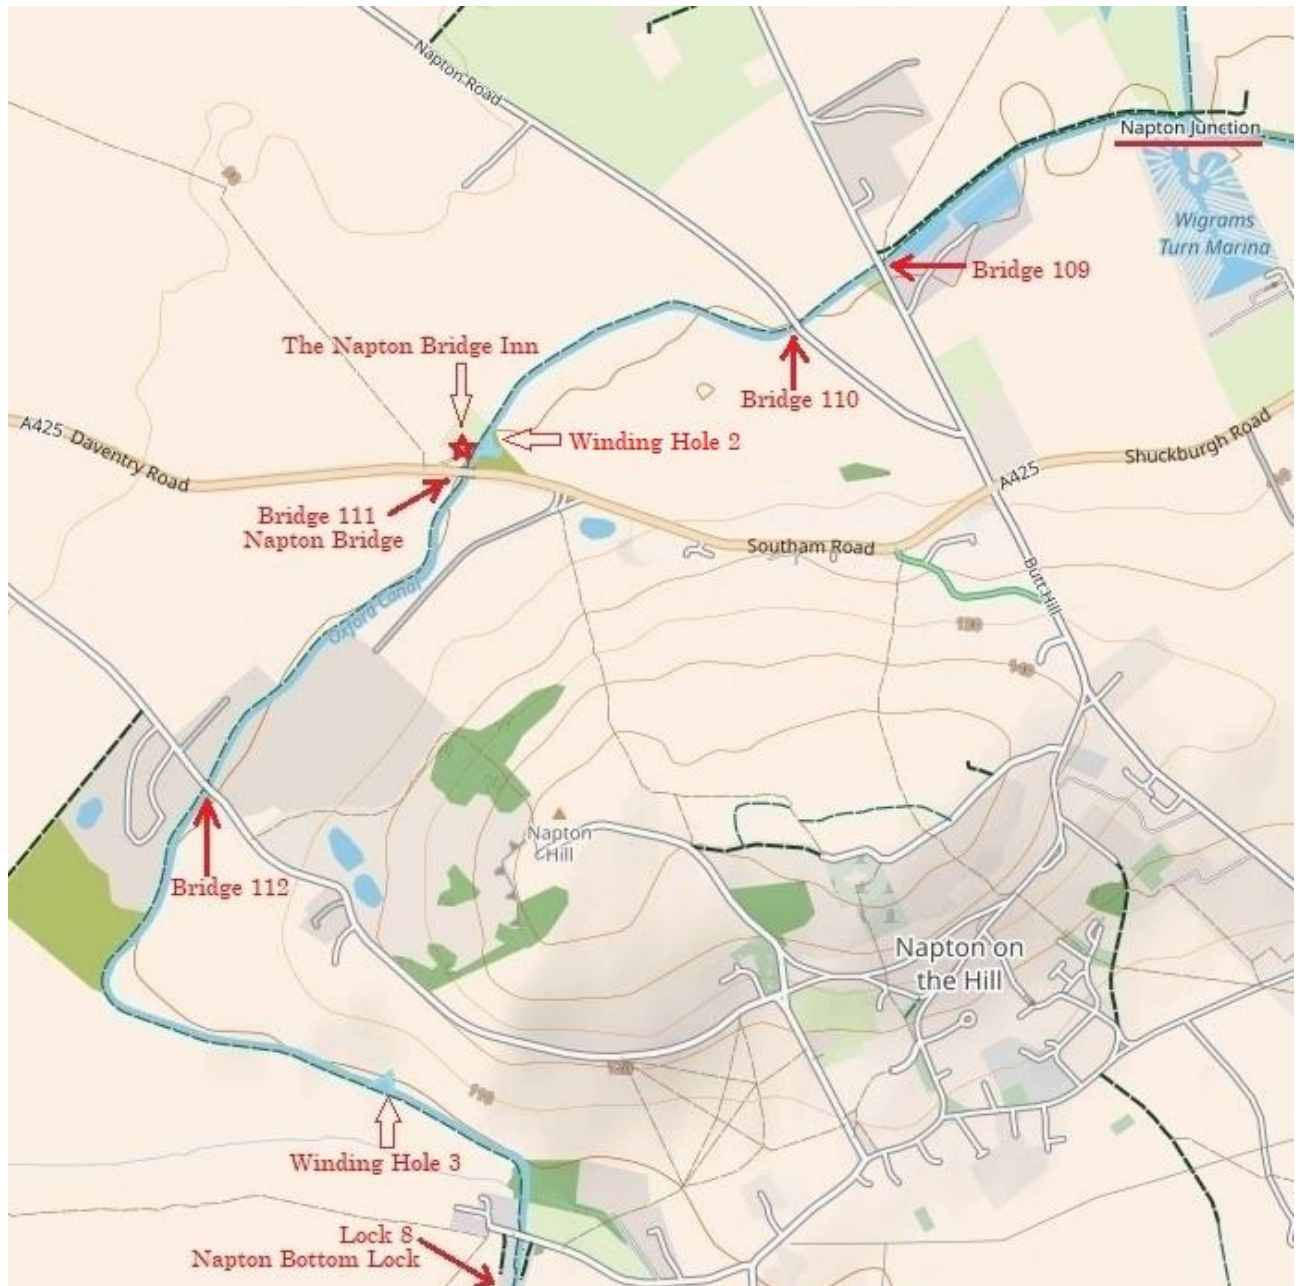 Napton Road
Napton Junction
Wigrams
Turn Marina
Bridge 109
The Napton Bridge Inn
Bridge 110
Winding Hole 2
A425 Daventry Road
Shuckburgh Road
A425
Bridge 111
Napton Bridge
Southam Road
Butt Hill
Oxford Canal
130
140
Napton
Hill
Bridge 112
Napton on
the Hill
110
Winding Hole 3
Lock 8
Napton Bottom Lock